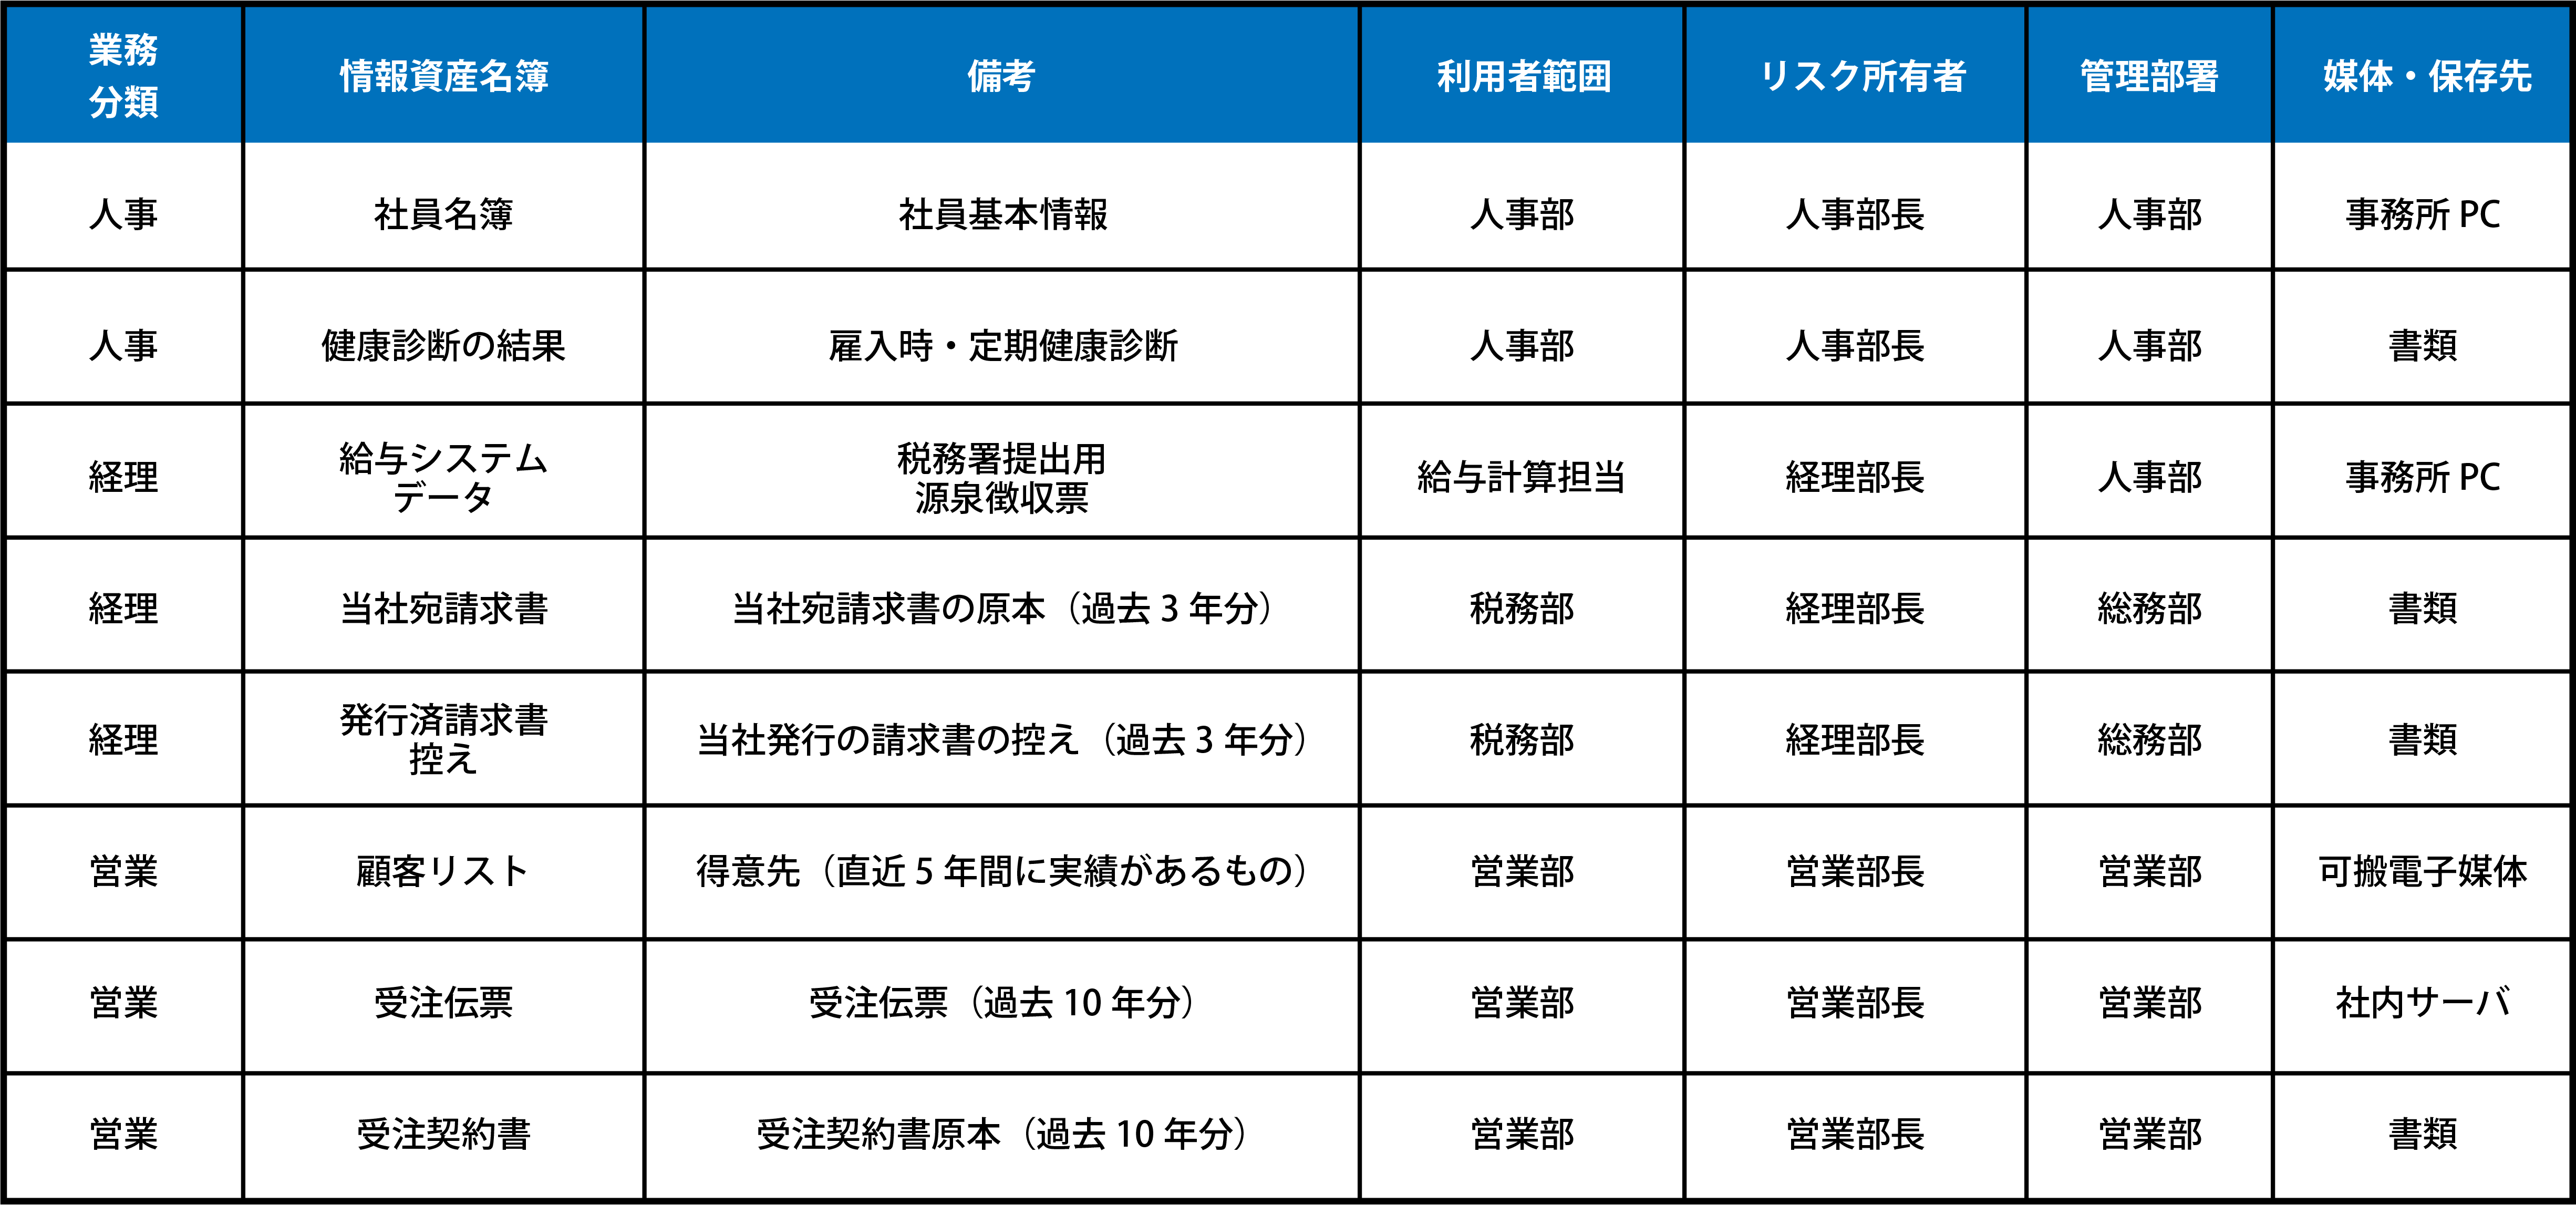 業務
分類
情報資産名簿
備考
利用者範囲
リスク所有者
管理部署
媒体・保存先
人事
社員名簿
社員基本情報
人事部
人事部長
人事部
事務所 PC
人事
健康診断の結果
雇入時・定期健康診断
人事部
人事部長
人事部
書類
経理
給与システム
データ
税務署提出用
源泉徴収票
給与計算担当
経理部長
人事部
事務所 PC
経理
当社宛請求書
当社宛請求書の原本（過去 3 年分）
税務部
経理部長
総務部
書類
経理
発行済請求書
控え
当社発行の請求書の控え（過去 3 年分）
税務部
経理部長
総務部
書類
営業
顧客リスト
得意先（直近 5 年間に実績があるもの）
営業部
営業部長
営業部
可搬電子媒体
営業
受注伝票
受注伝票（過去 10 年分）
営業部
営業部長
営業部
社内サーバ
営業
受注契約書
受注契約書原本（過去 10 年分）
営業部
営業部長
営業部
書類